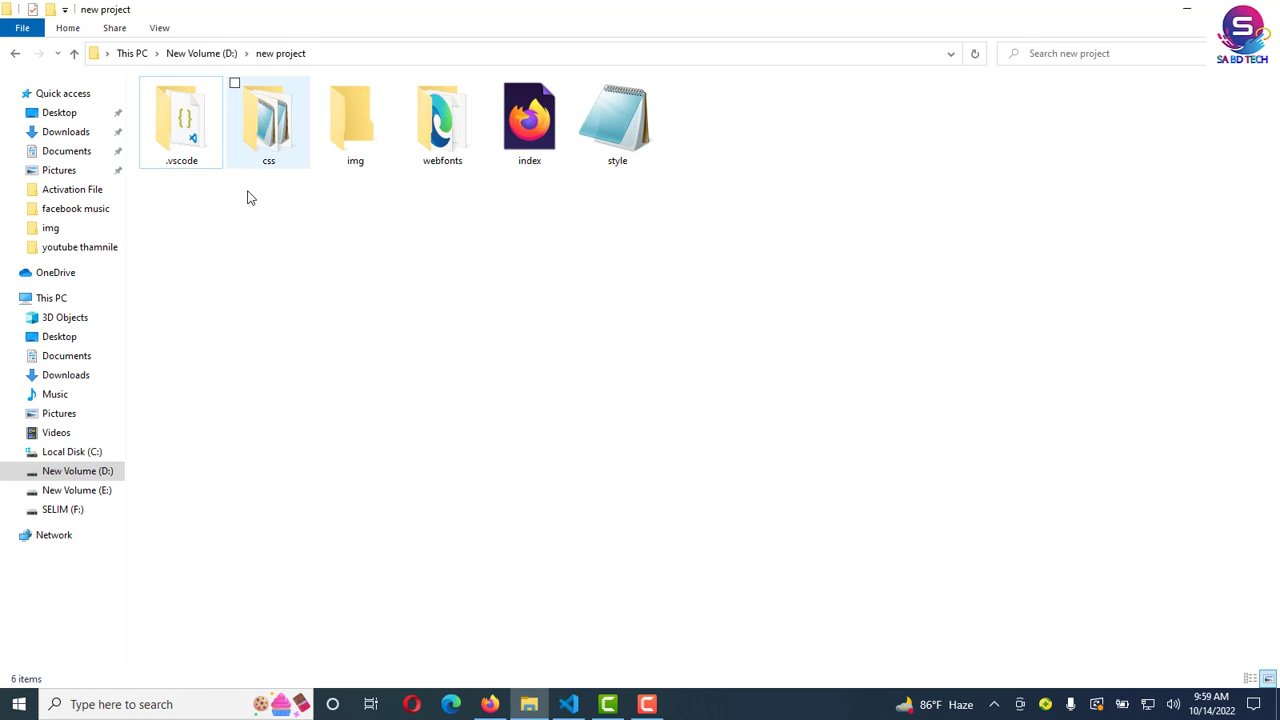 new project
File Home Share View
This PC New Volume (D:) new project
Search new project
S
SA BD TECH
Quick access
Desktop
Downloads
Documents
Pictures
Activation File
facebook music
img
youtube thamnile
OneDrive
This PC
3D Objects
Desktop
Documents
Downloads
Music
Pictures
Videos
Local Disk (C:)
New Volume (D:)
New Volume (E:)
SELIM (F:)
Network
.vscode css img webfonts index style
6 items
Type here to search
86°F Haze
9:59 AM
10/14/2022